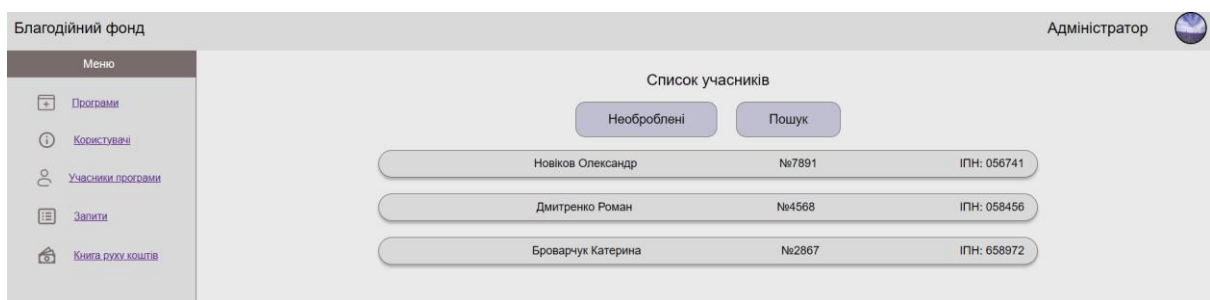 Благодійний фонд Адміністратор
Меню
Програми
Користувачі
Учасники програми
Запити
Книга руху коштів
Список учасників
Необроблені Пошук
Новіков Олександр №7891 ІПН: 056741
Дмитренко Роман №4568 ІПН: 058456
Броварчук Катерина №2867 ІПН: 658972